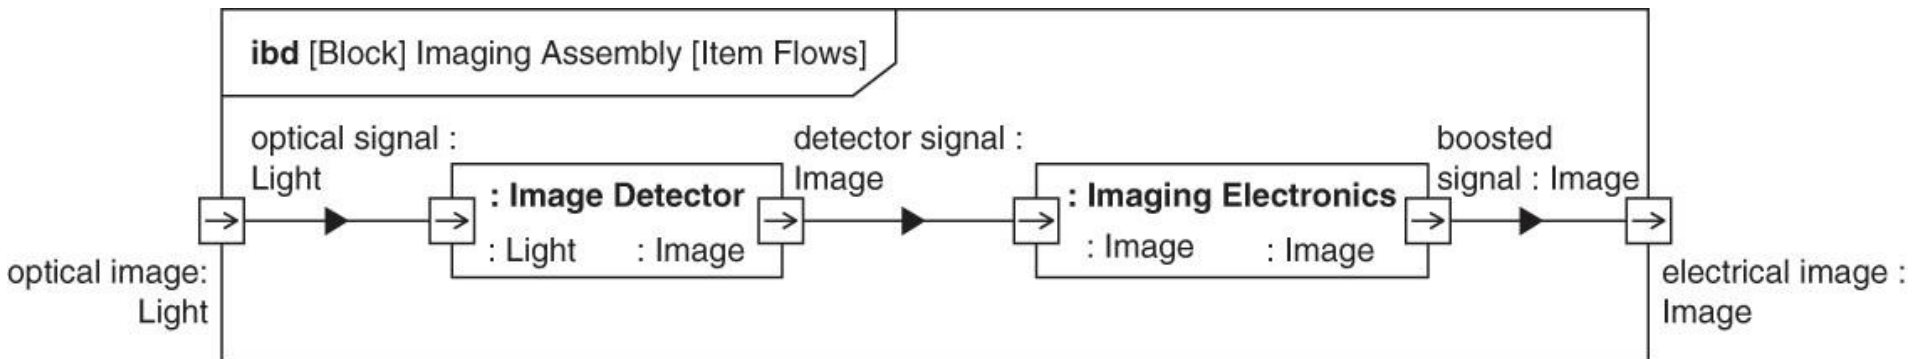 ibd [Block] Imaging Assembly [Item Flows]
optical signal :
Light
detector signal :
Image
boosted
signal : Image
: Image Detector
: Light
: Image
: Imaging Electronics
: Image
: Image
optical image:
Light
electrical image :
Image